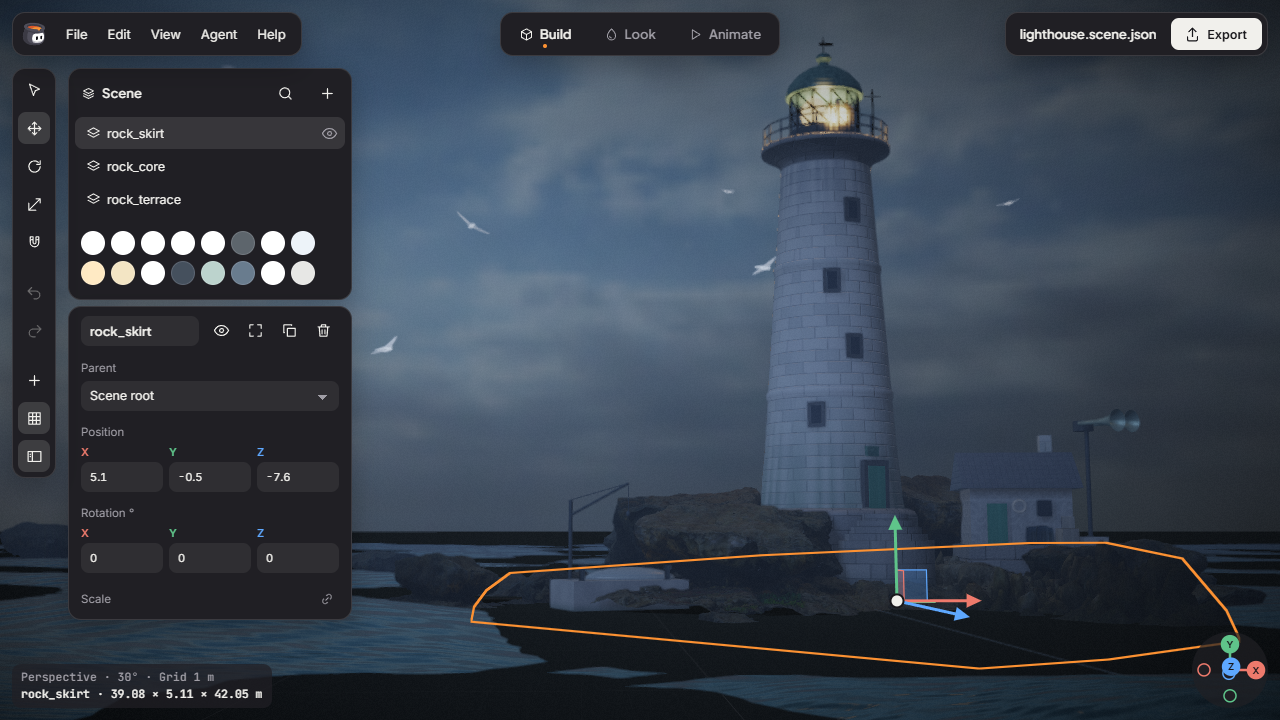 File Edit View Agent Help
Build Look Animate
lighthouse.scene.json Export
Scene
rock_skirt
rock_core
rock_terrace
rock_skirt
Parent
Scene root
Position
X Y Z
5.1 -0.5 -7.6
Rotation °
X Y Z
0 0 0
Scale
Perspective · 30° · Grid 1 m
rock_skirt · 39.08 × 5.11 × 42.05 m
Y
Z
X